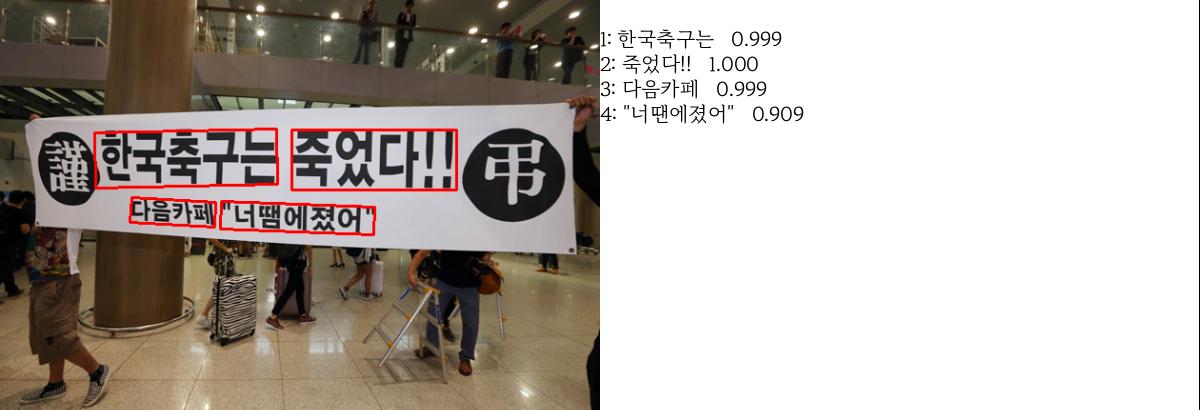 謹 한국축구는 죽었다!! 弔
다음카페 "너땜에졌어"
1: 한국축구는 0.999
2: 죽었다!! 1.000
3: 다음카페 0.999
4: "너땐에졌어" 0.909